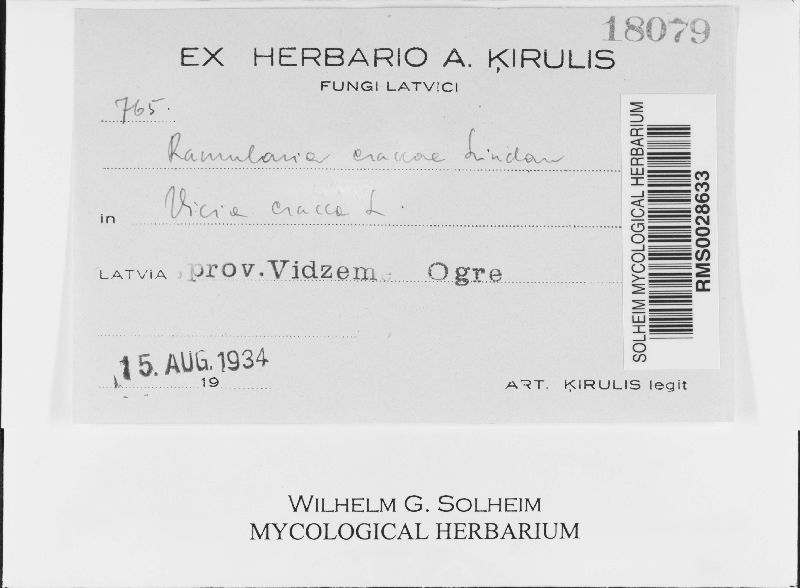 18079
EX HERBARIO A. ĶIRULIS
FUNGI LATVICI
765.
Ramularia craccae Lindau
in Vicia cracca L.
LATVIA prov. Vidzem. Ogre
15. AUG. 1934
19
ART. ĶIRULIS legit
SOLHEIM MYCOLOGICAL HERBARIUM
RMS0028633
WILHELM G. SOLHEIM
MYCOLOGICAL HERBARIUM